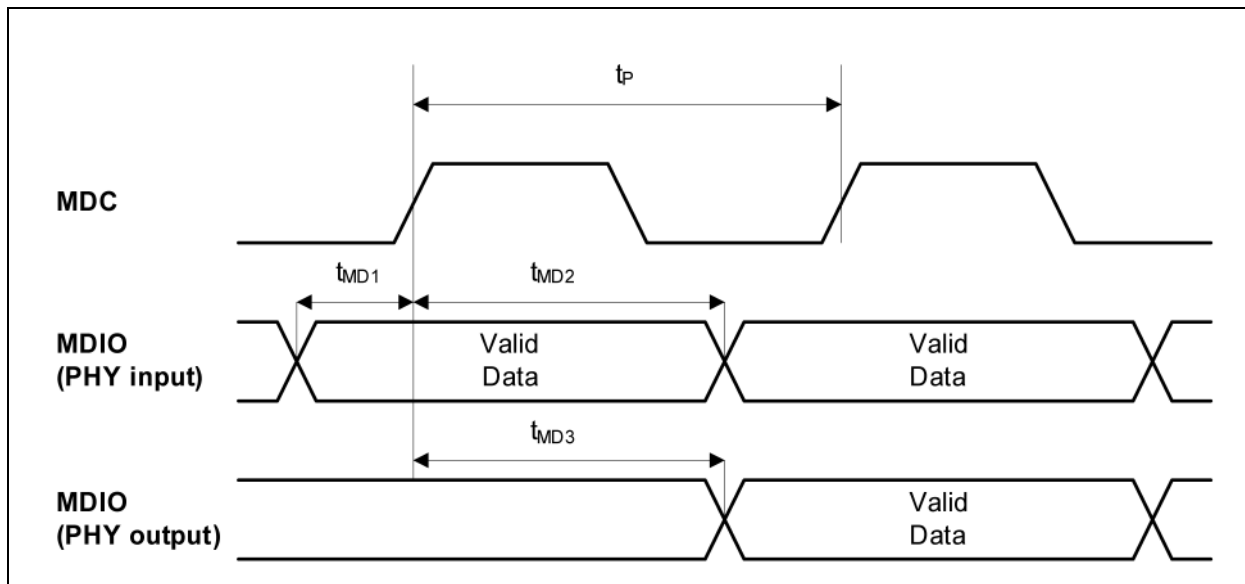 tP
MDC
tMD1
tMD2
MDIO
(PHY input)
Valid
Data
Valid
Data
tMD3
MDIO
(PHY output)
Valid
Data